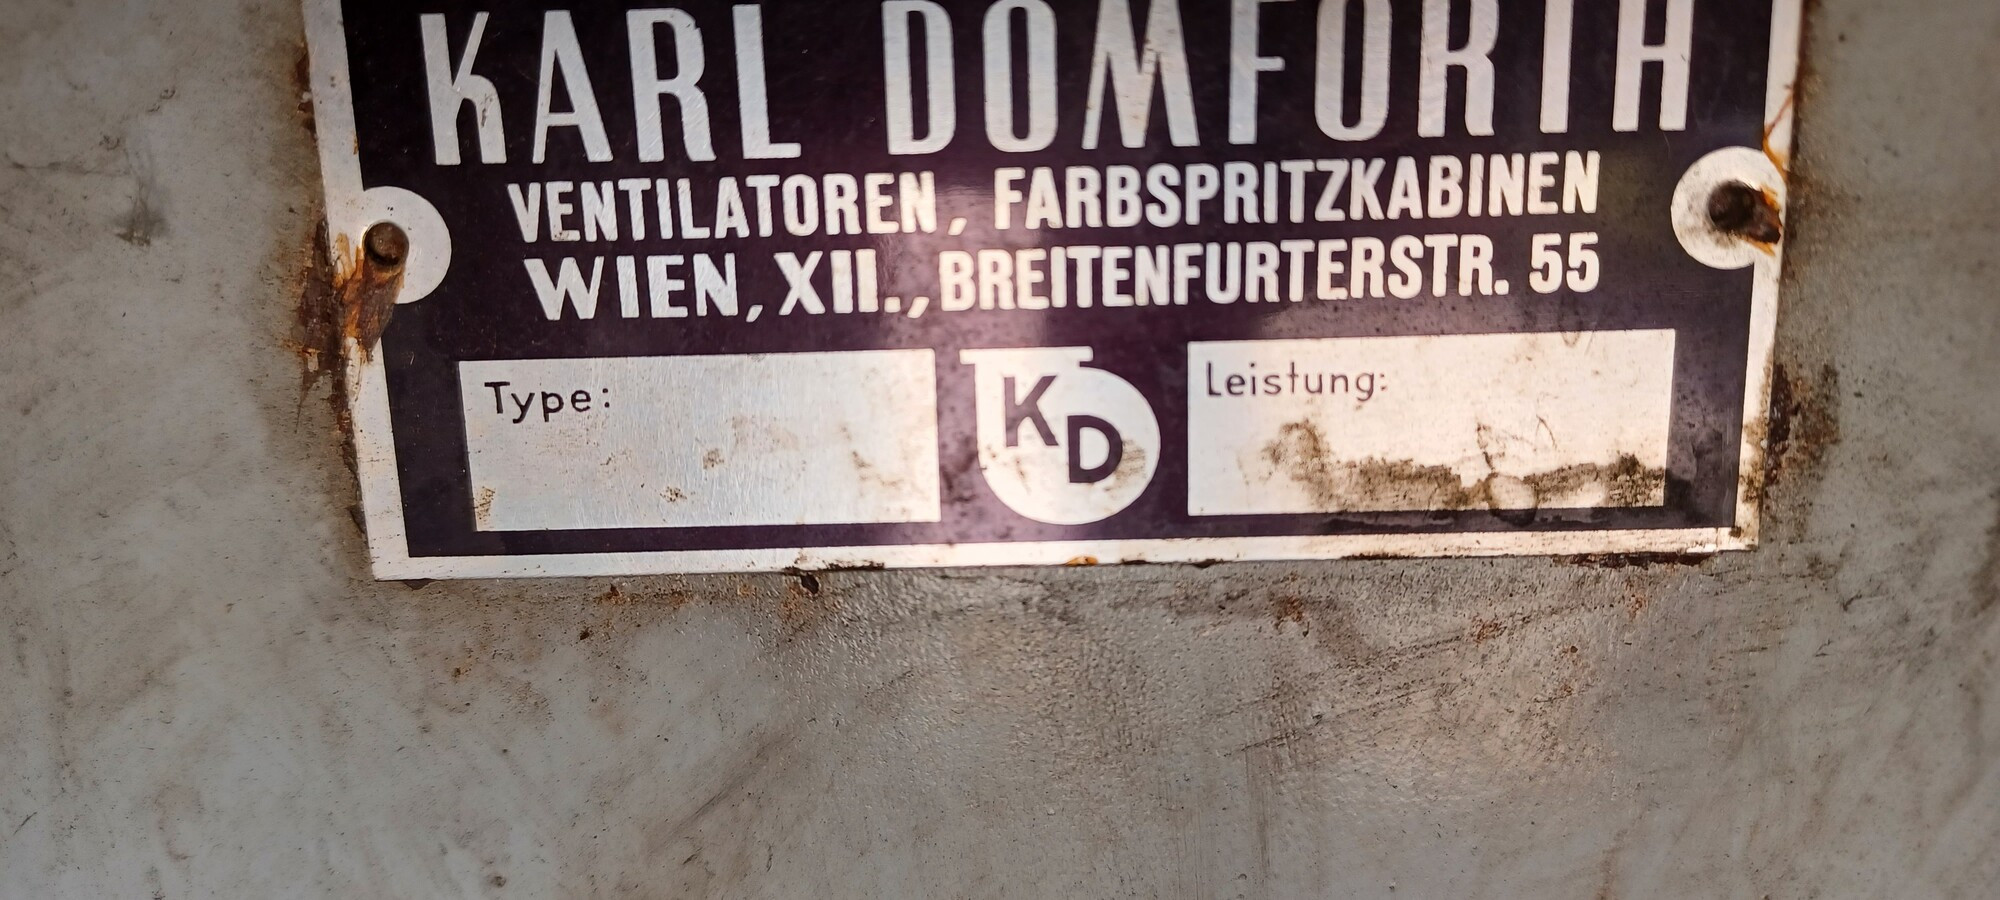 KARL DOMFORTH
VENTILATOREN, FARBSPRITZKABINEN
WIEN, XII., BREITENFURTERSTR. 55
Type:
KD
Leistung: